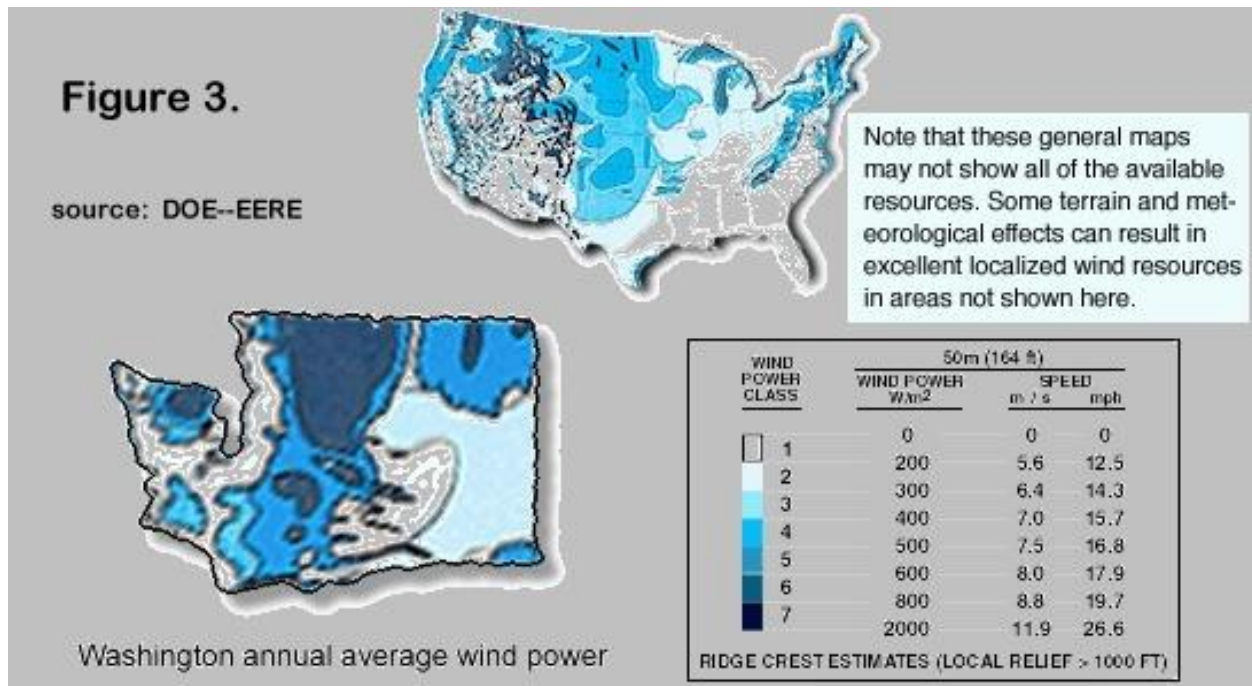 Figure 3.
source: DOE--EERE
Note that these general maps
may not show all of the available
resources. Some terrain and met-
eorological effects can result in
excellent localized wind resources
in areas not shown here.
Washington annual average wind power
WIND POWER CLASS
50m (164 ft)
WIND POWER W/m2
SPEED
m / s mph
0 0 0
1
200 5.6 12.5
2
300 6.4 14.3
3
400 7.0 15.7
4
500 7.5 16.8
5
600 8.0 17.9
6
800 8.8 19.7
7
2000 11.9 26.6
RIDGE CREST ESTIMATES (LOCAL RELIEF > 1000 FT)